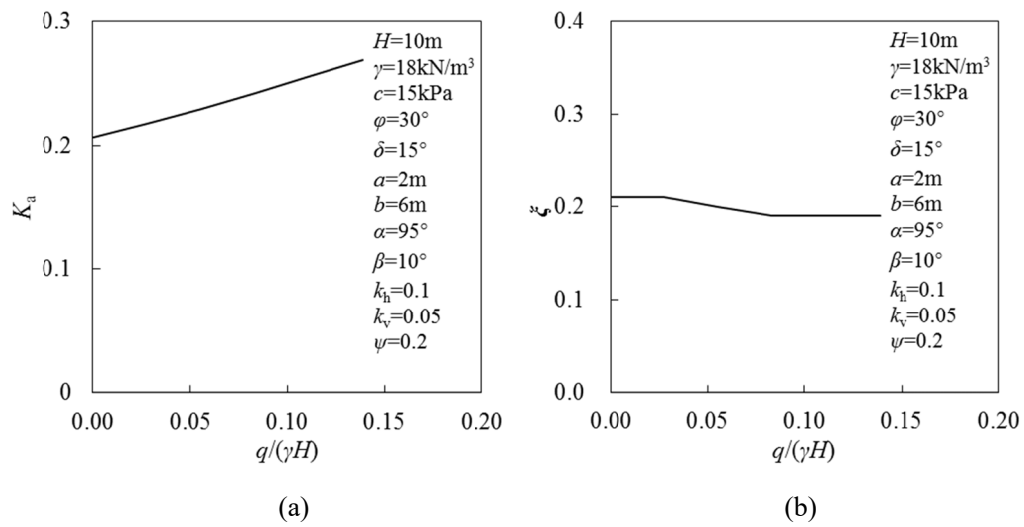 0.3
0.2
0.1
0
Kₐ
H=10m
γ=18kN/m³
c=15kPa
φ=30°
δ=15°
a=2m
b=6m
α=95°
β=10°
kₕ=0.1
kᵥ=0.05
ψ=0.2
0.00 0.05 0.10 0.15 0.20
q/(γH)
(a)
0.4
0.3
0.2
0.1
0.0
ξ
H=10m
γ=18kN/m³
c=15kPa
φ=30°
δ=15°
a=2m
b=6m
α=95°
β=10°
kₕ=0.1
kᵥ=0.05
ψ=0.2
0.00 0.05 0.10 0.15 0.20
q/(γH)
(b)